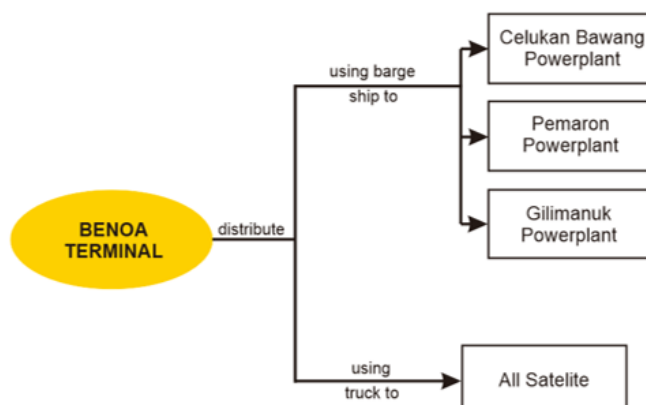 Celukan Bawang
Powerplant
using barge
ship to
Pemaron
Powerplant
BENOA
TERMINAL
distribute
Gilimanuk
Powerplant
using
truck to
All Satelite